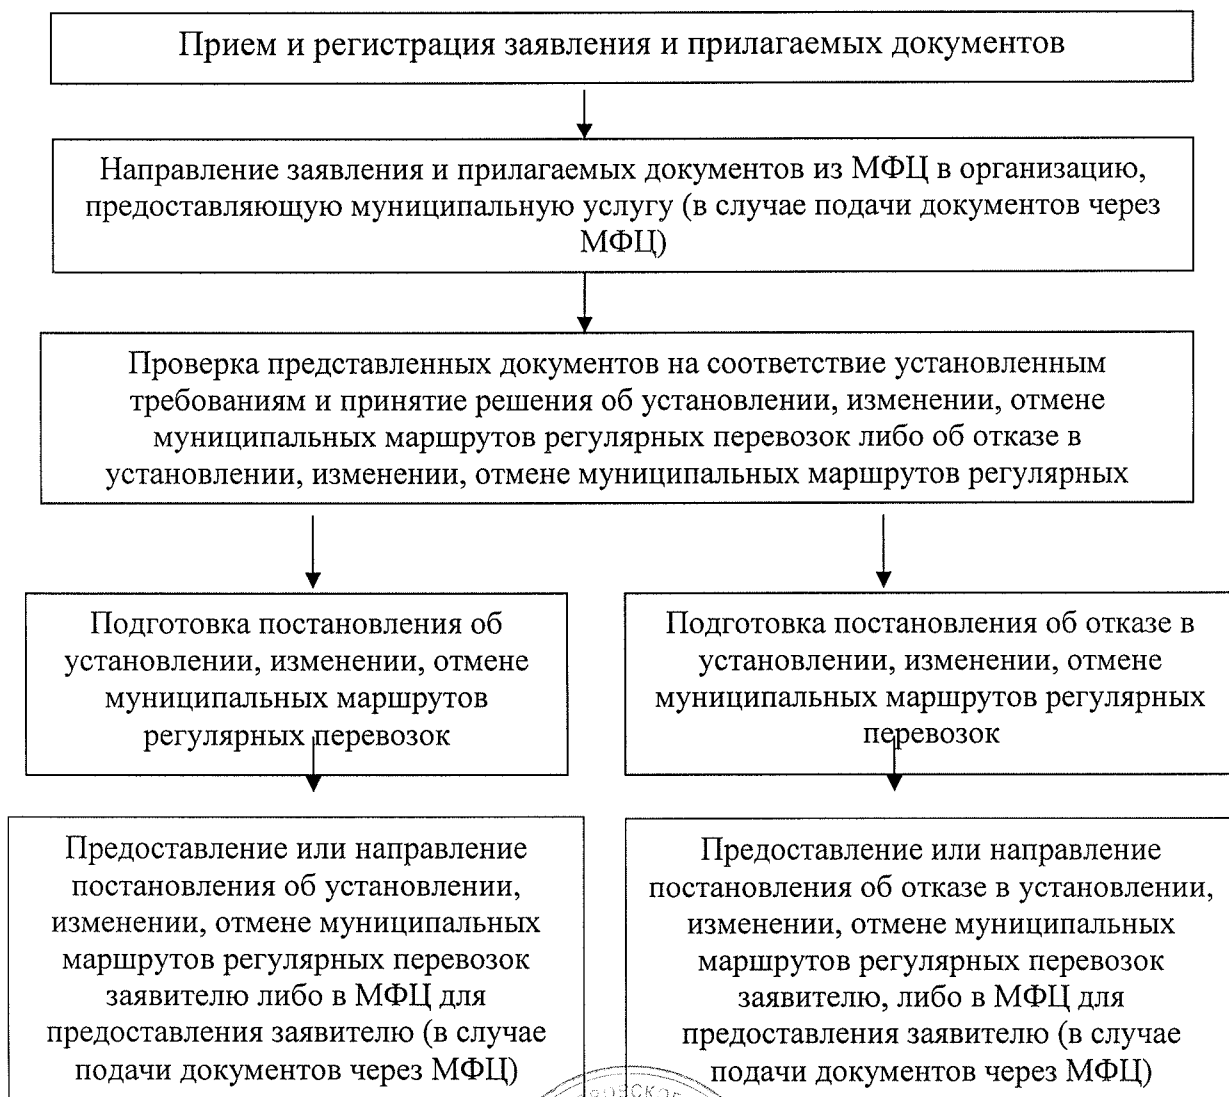 Прием и регистрация заявления и прилагаемых документов
Направление заявления и прилагаемых документов из МФЦ в организацию,
предоставляющую муниципальную услугу (в случае подачи документов через
МФЦ)
Проверка представленных документов на соответствие установленным
требованиям и принятие решения об установлении, изменении, отмене
муниципальных маршрутов регулярных перевозок либо об отказе в
установлении, изменении, отмене муниципальных маршрутов регулярных
Подготовка постановления об
установлении, изменении, отмене
муниципальных маршрутов
регулярных перевозок
Подготовка постановления об отказе в
установлении, изменении, отмене
муниципальных маршрутов регулярных
перевозок
Предоставление или направление
постановления об установлении,
изменении, отмене муниципальных
маршрутов регулярных перевозок
заявителю либо в МФЦ для
предоставления заявителю (в случае
подачи документов через МФЦ)
Предоставление или направление
постановления об отказе в установлении,
изменении, отмене муниципальных
маршрутов регулярных перевозок
заявителю, либо в МФЦ для
предоставления заявителю (в случае
подачи документов через МФЦ)